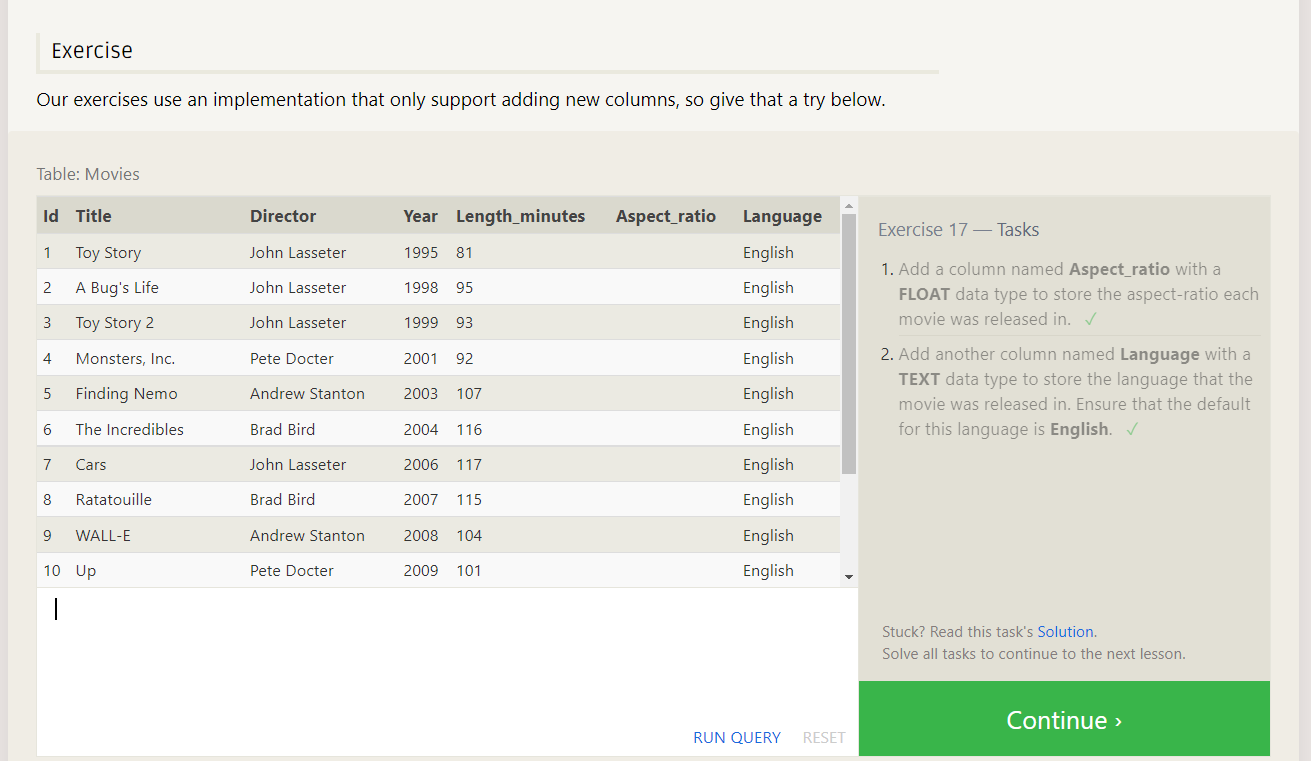 Exercise
Our exercises use an implementation that only support adding new columns, so give that a try below.
Table: Movies
Id Title Director Year Length_minutes Aspect_ratio Language
1 Toy Story John Lasseter 1995 81 English
2 A Bug's Life John Lasseter 1998 95 English
3 Toy Story 2 John Lasseter 1999 93 English
4 Monsters, Inc. Pete Docter 2001 92 English
5 Finding Nemo Andrew Stanton 2003 107 English
6 The Incredibles Brad Bird 2004 116 English
7 Cars John Lasseter 2006 117 English
8 Ratatouille Brad Bird 2007 115 English
9 WALL-E Andrew Stanton 2008 104 English
10 Up Pete Docter 2009 101 English
RUN QUERY RESET
Exercise 17 — Tasks
1. Add a column named Aspect_ratio with a
FLOAT data type to store the aspect-ratio each
movie was released in. ✓
2. Add another column named Language with a
TEXT data type to store the language that the
movie was released in. Ensure that the default
for this language is English. ✓
Stuck? Read this task's Solution.
Solve all tasks to continue to the next lesson.
Continue ›